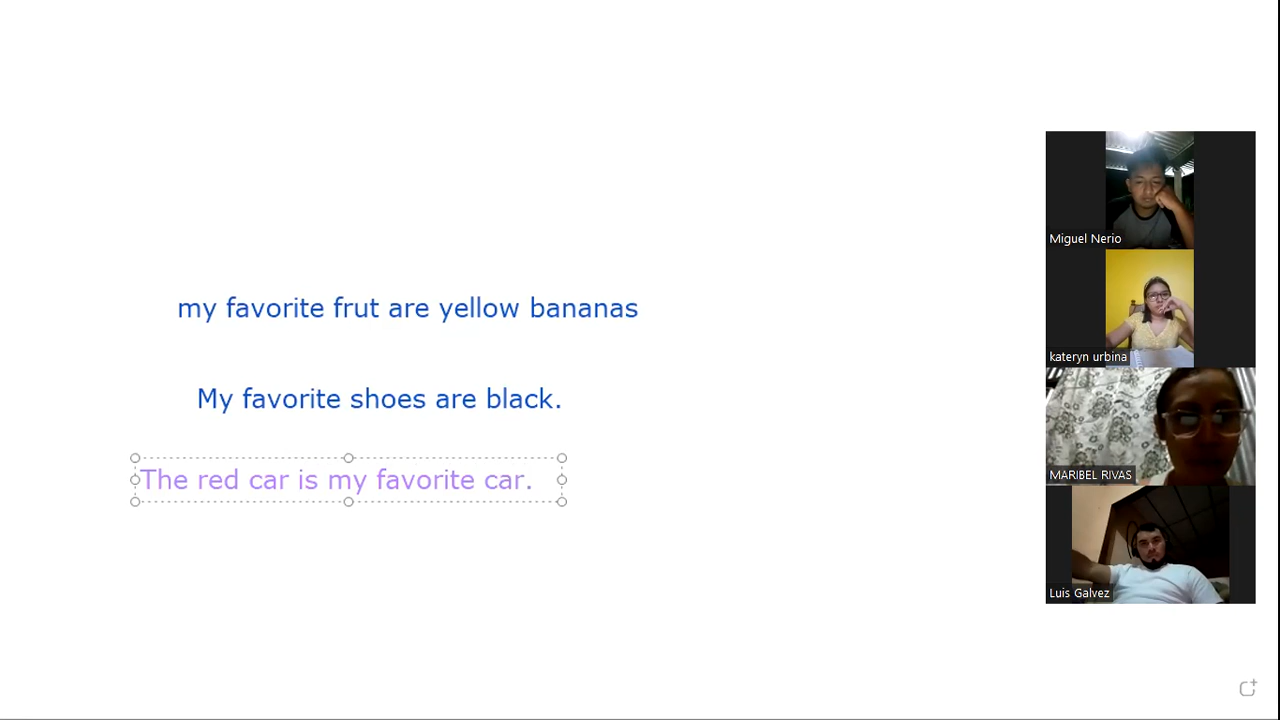 my favorite frut are yellow bananas
My favorite shoes are black.
The red car is my favorite car.
Miguel Nerio
kateryn urbina
MARIBEL RIVAS
Luis Galvez